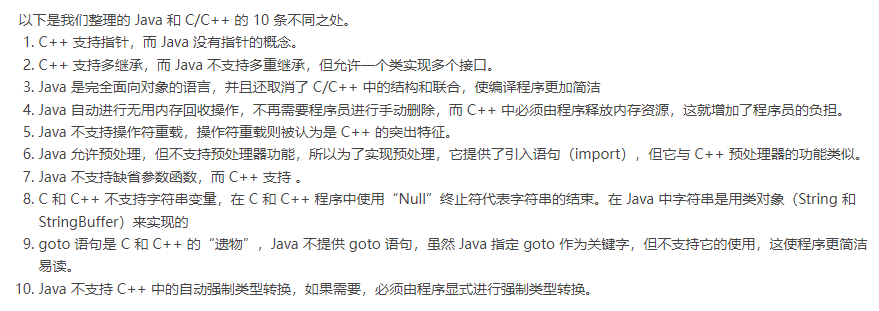 以下是我们整理的 Java 和 C/C++ 的 10 条不同之处。
1. C++ 支持指针，而 Java 没有指针的概念。
2. C++ 支持多继承，而 Java 不支持多重继承，但允许一个类实现多个接口。
3. Java 是完全面向对象的语言，并且还取消了 C/C++ 中的结构和联合，使编译程序更加简洁
4. Java 自动进行无用内存回收操作，不再需要程序员进行手动删除，而 C++ 中必须由程序释放内存资源，这就增加了程序员的负担。
5. Java 不支持操作符重载，操作符重载则被认为是 C++ 的突出特征。
6. Java 允许预处理，但不支持预处理器功能，所以为了实现预处理，它提供了引入语句（import），但它与 C++ 预处理器的功能类似。
7. Java 不支持缺省参数函数，而 C++ 支持 。
8. C 和 C++ 不支持字符串变量，在 C 和 C++ 程序中使用“Null”终止符代表字符串的结束。在 Java 中字符串是用类对象（String 和
StringBuffer）来实现的
9. goto 语句是 C 和 C++ 的“遗物”，Java 不提供 goto 语句，虽然 Java 指定 goto 作为关键字，但不支持它的使用，这使程序更简洁
易读。
10. Java 不支持 C++ 中的自动强制类型转换，如果需要，必须由程序显式进行强制类型转换。